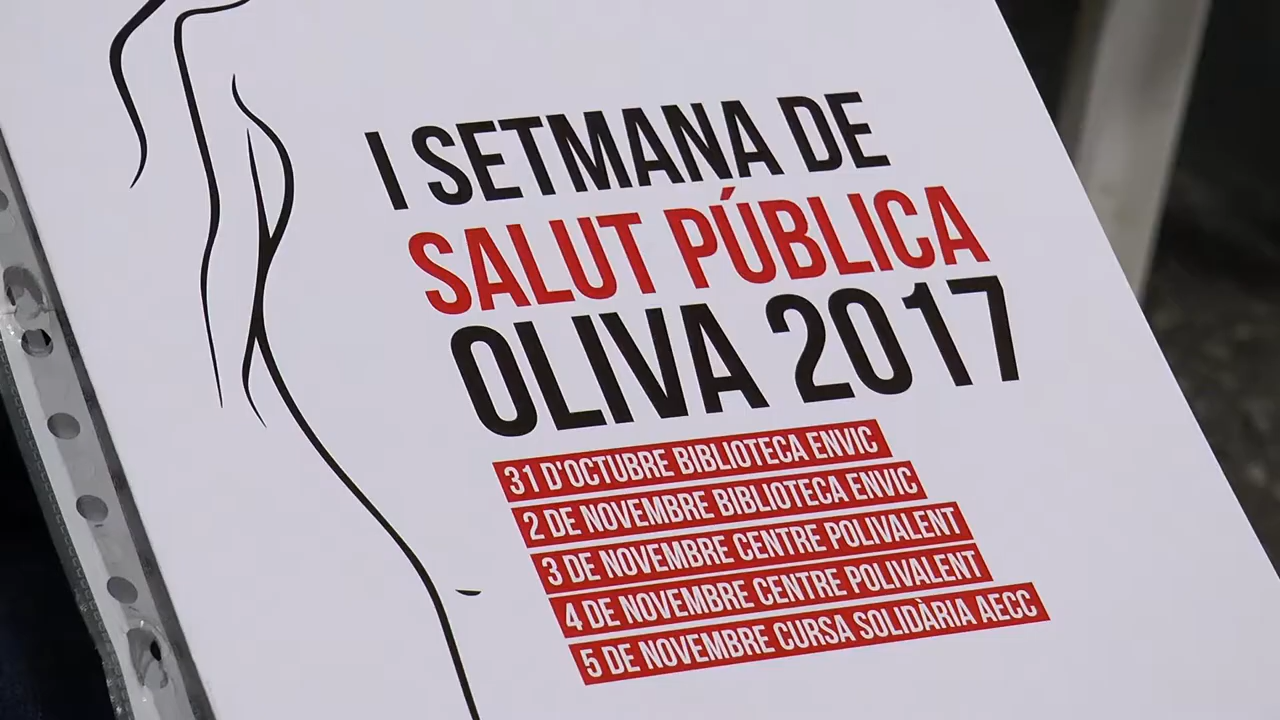 I SETMANA DE
SALUT PÚBLICA
OLIVA 2017
31 D'OCTUBRE BIBLIOTECA ENVIC
2 DE NOVEMBRE BIBLIOTECA ENVIC
3 DE NOVEMBRE CENTRE POLIVALENT
4 DE NOVEMBRE CENTRE POLIVALENT
5 DE NOVEMBRE CURSA SOLIDÀRIA AECC